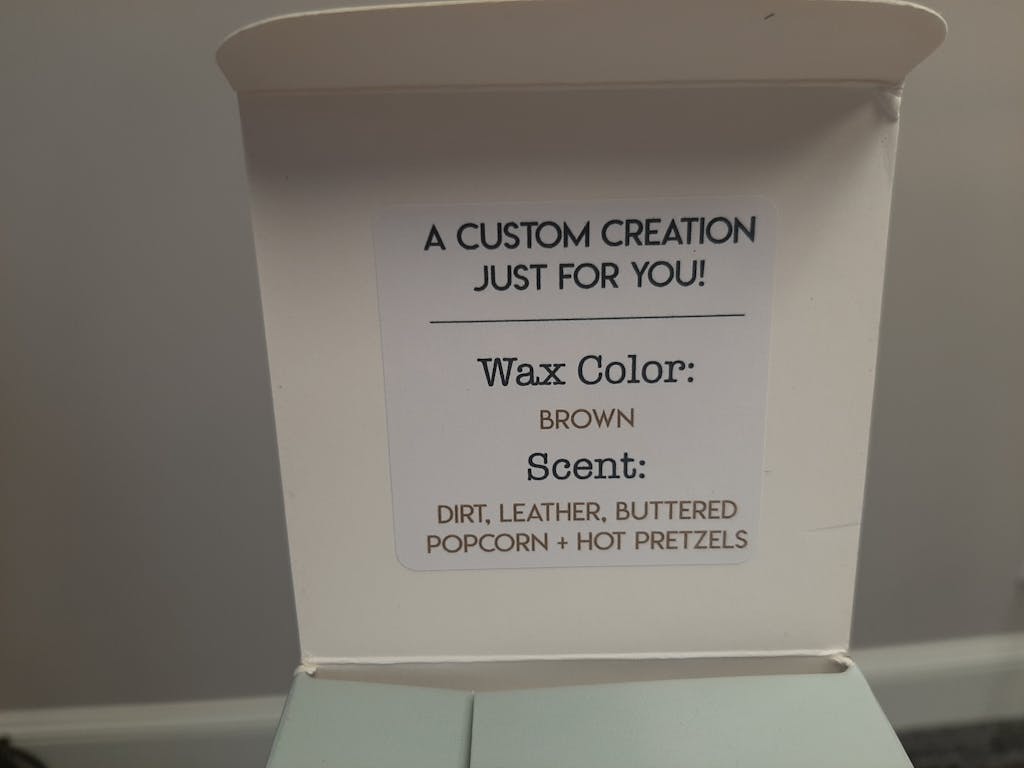 A CUSTOM CREATION
JUST FOR YOU!
Wax Color:
BROWN
Scent:
DIRT, LEATHER, BUTTERED
POPCORN + HOT PRETZELS